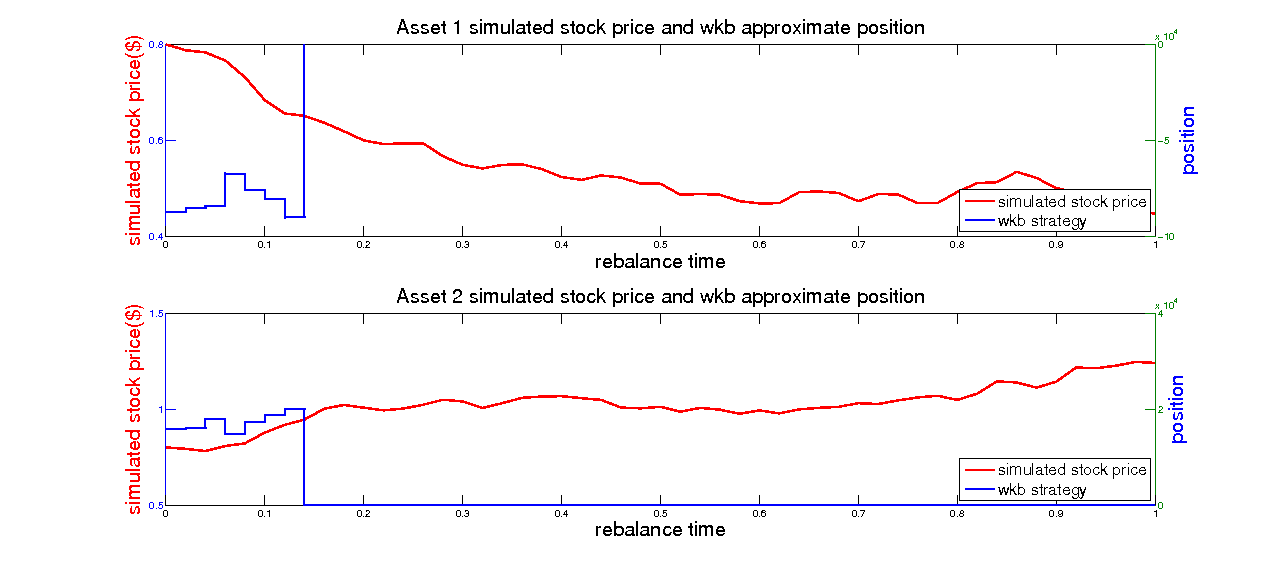 Asset 1 simulated stock price and wkb approximate position
x 10^4
simulated stock price($)
0.8
0.6
0.4
0
-5
-10
position
simulated stock price
wkb strategy
0 0.1 0.2 0.3 0.4 0.5 0.6 0.7 0.8 0.9 1
rebalance time
Asset 2 simulated stock price and wkb approximate position
x 10^4
simulated stock price($)
1.5
1
0.5
4
2
0
position
simulated stock price
wkb strategy
0 0.1 0.2 0.3 0.4 0.5 0.6 0.7 0.8 0.9 1
rebalance time